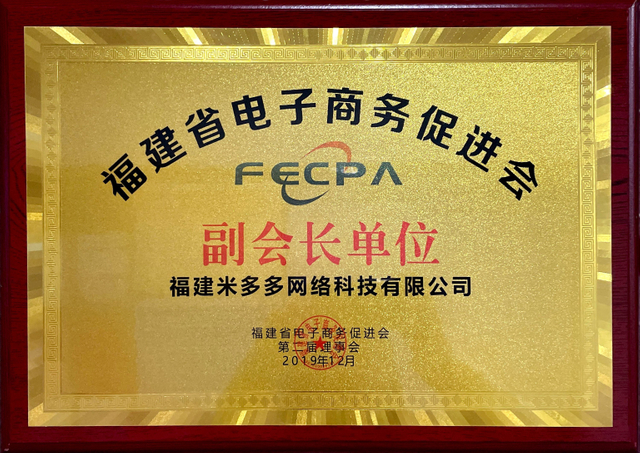 福建省电子商务促进会
FECPA
副会长单位
福建米多多网络科技有限公司
福建省电子商务促进会
第二届理事会
2019年12月